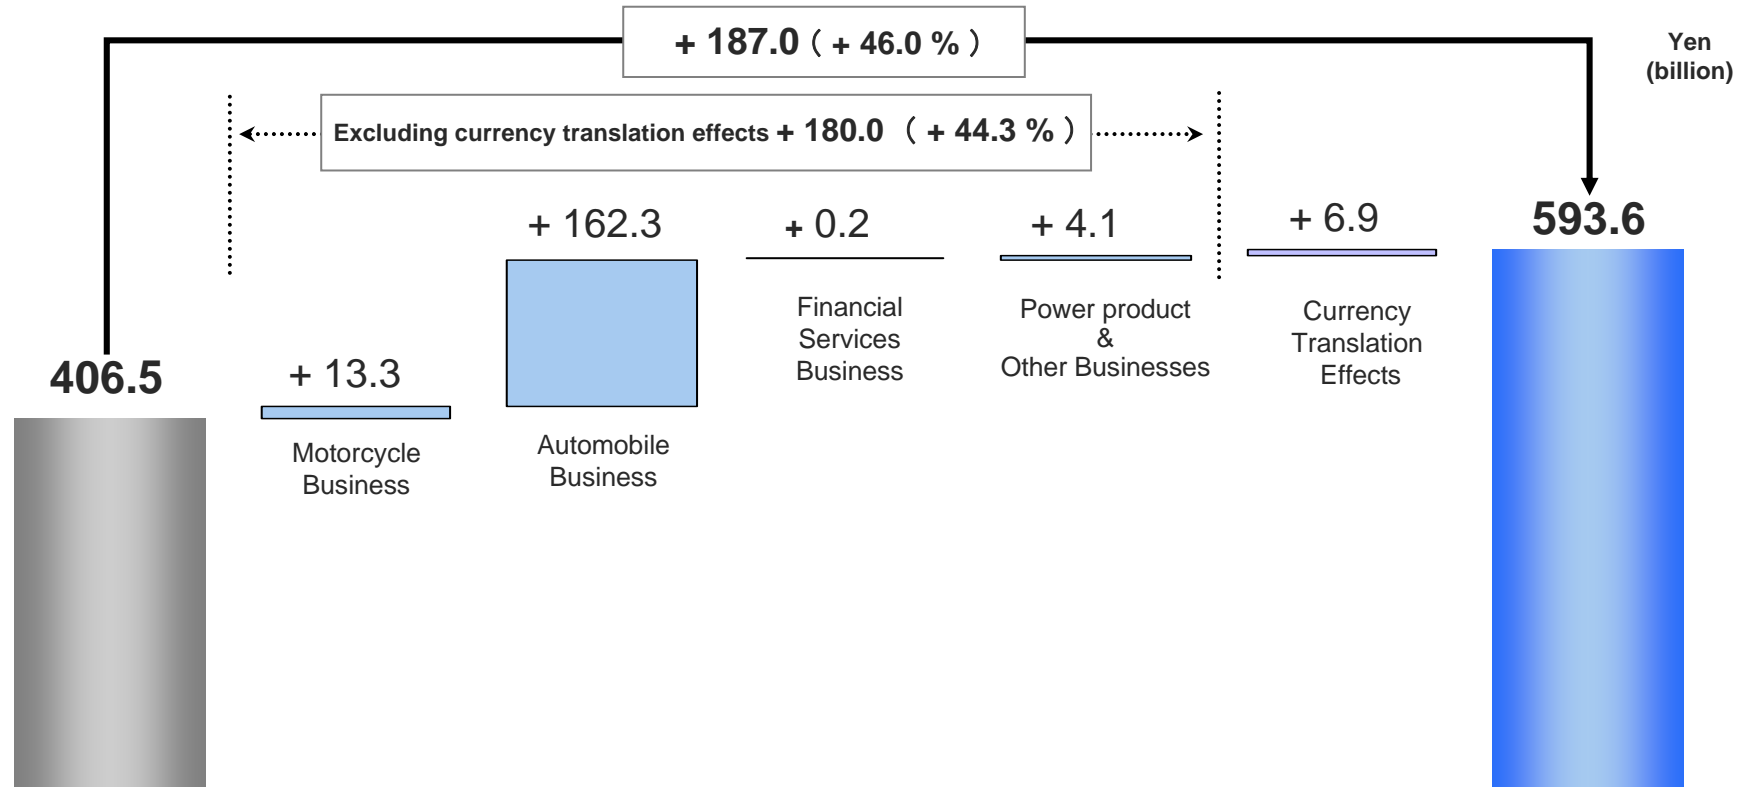 + 187.0 ( + 46.0 % )
Yen
(billion)
Excluding currency translation effects + 180.0 ( + 44.3 % )
406.5
+ 13.3
Motorcycle
Business
+ 162.3
Automobile
Business
+ 0.2
Financial
Services
Business
+ 4.1
Power product
&
Other Businesses
+ 6.9
Currency
Translation
Effects
593.6